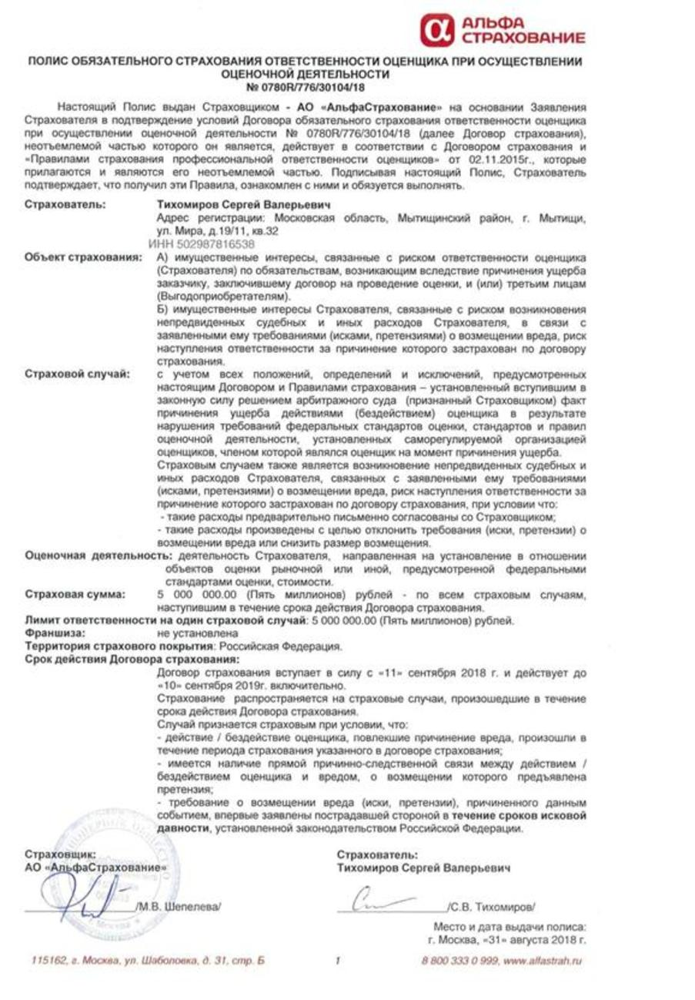 АЛЬФА
СТРАХОВАНИЕ
ПОЛИС ОБЯЗАТЕЛЬНОГО СТРАХОВАНИЯ ОТВЕТСТВЕННОСТИ ОЦЕНЩИКА ПРИ ОСУЩЕСТВЛЕНИИ
ОЦЕНОЧНОЙ ДЕЯТЕЛЬНОСТИ
№ 0780R/776/30104/18
Настоящий Полис выдан Страховщиком - АО «АльфаСтрахование» на основании Заявления
Страхователя в подтверждение условий Договора обязательного страхования ответственности оценщика
при осуществлении оценочной деятельности № 0780R/776/30104/18 (далее Договор страхования),
неотъемлемой частью которого он является, действует в соответствии с Договором страхования и
«Правилами страхования профессиональной ответственности оценщиков» от 02.11.2015г., которые
прилагаются и являются его неотъемлемой частью. Подписывая настоящий Полис, Страхователь
подтверждает, что получил эти Правила, ознакомлен с ними и обязуется выполнять.
Страхователь: Тихомиров Сергей Валерьевич
Адрес регистрации: Московская область, Мытищинский район, г. Мытищи,
ул. Мира, д.19/11, кв.32
ИНН 502987816538
Объект страхования: А) имущественные интересы, связанные с риском ответственности оценщика
(Страхователя) по обязательствам, возникающим вследствие причинения ущерба
заказчику, заключившему договор на проведение оценки, и (или) третьим лицам
(Выгодоприобретателям).
Б) имущественные интересы Страхователя, связанные с риском возникновения
непредвиденных судебных и иных расходов Страхователя, в связи с
заявленными ему требованиями (исками, претензиями) о возмещении вреда, риск
наступления ответственности за причинение которого застрахован по договору
страхования.
Страховой случай: с учетом всех положений, определений и исключений, предусмотренных
настоящим Договором и Правилами страхования – установленный вступившим в
законную силу решением арбитражного суда (признанный Страховщиком) факт
причинения ущерба действиями (бездействием) оценщика в результате
нарушения требований федеральных стандартов оценки, стандартов и правил
оценочной деятельности, установленных саморегулируемой организацией
оценщиков, членом которой являлся оценщик на момент причинения ущерба.
Страховым случаем также является возникновение непредвиденных судебных и
иных расходов Страхователя, связанных с заявленными ему требованиями
(исками, претензиями) о возмещении вреда, риск наступления ответственности за
причинение которого застрахован по договору страхования, при условии что:
- такие расходы предварительно письменно согласованы со Страховщиком;
- такие расходы произведены с целью отклонить требования (иски, претензии) о
возмещении вреда или снизить размер возмещения.
Оценочная деятельность: деятельность Страхователя, направленная на установление в отношении
объектов оценки рыночной или иной, предусмотренной федеральными
стандартами оценки, стоимости.
Страховая сумма: 5 000 000.00 (Пять миллионов) рублей - по всем страховым случаям,
наступившим в течение срока действия Договора страхования.
Лимит ответственности на один страховой случай: 5 000 000.00 (Пять миллионов) рублей.
Франшиза: не установлена
Территория страхового покрытия: Российская Федерация.
Срок действия Договора страхования:
Договор страхования вступает в силу с «11» сентября 2018 г. и действует до
«10» сентября 2019г. включительно.
Страхование распространяется на страховые случаи, произошедшие в течение
срока действия Договора страхования.
Случай признается страховым при условии, что:
- действие / бездействие оценщика, повлекшие причинение вреда, произошли в
течение периода страхования указанного в договоре страхования;
- имеется наличие прямой причинно-следственной связи между действием /
бездействием оценщика и вредом, о возмещении которого предъявлена
претензия;
- требование о возмещении вреда (иски, претензии), причиненного данным
событием, впервые заявлены пострадавшей стороной в течение сроков исковой
давности, установленной законодательством Российской Федерации.
Страховщик: Страхователь:
АО «АльфаСтрахование» Тихомиров Сергей Валерьевич
/М.В. Шепелева/ /С.В. Тихомиров/
Место и дата выдачи полиса:
г. Москва, «31» августа 2018 г.
115162, г. Москва, ул. Шаболовка, д. 31, стр. Б 1 8 800 333 0 999, www.alfastrah.ru